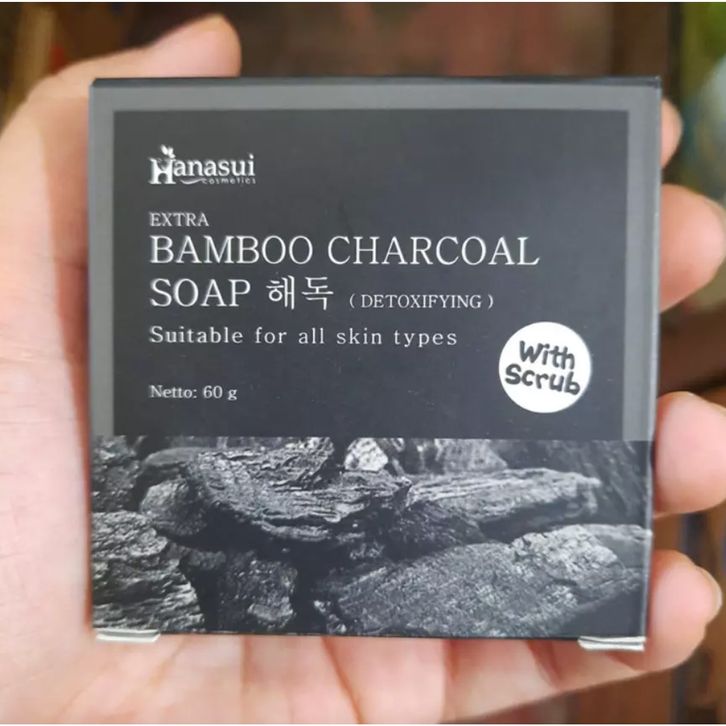 Hanasui
cosmetics
EXTRA
BAMBOO CHARCOAL
SOAP 해독 ( DETOXIFYING )
Suitable for all skin types
With
Scrub
Netto: 60 g